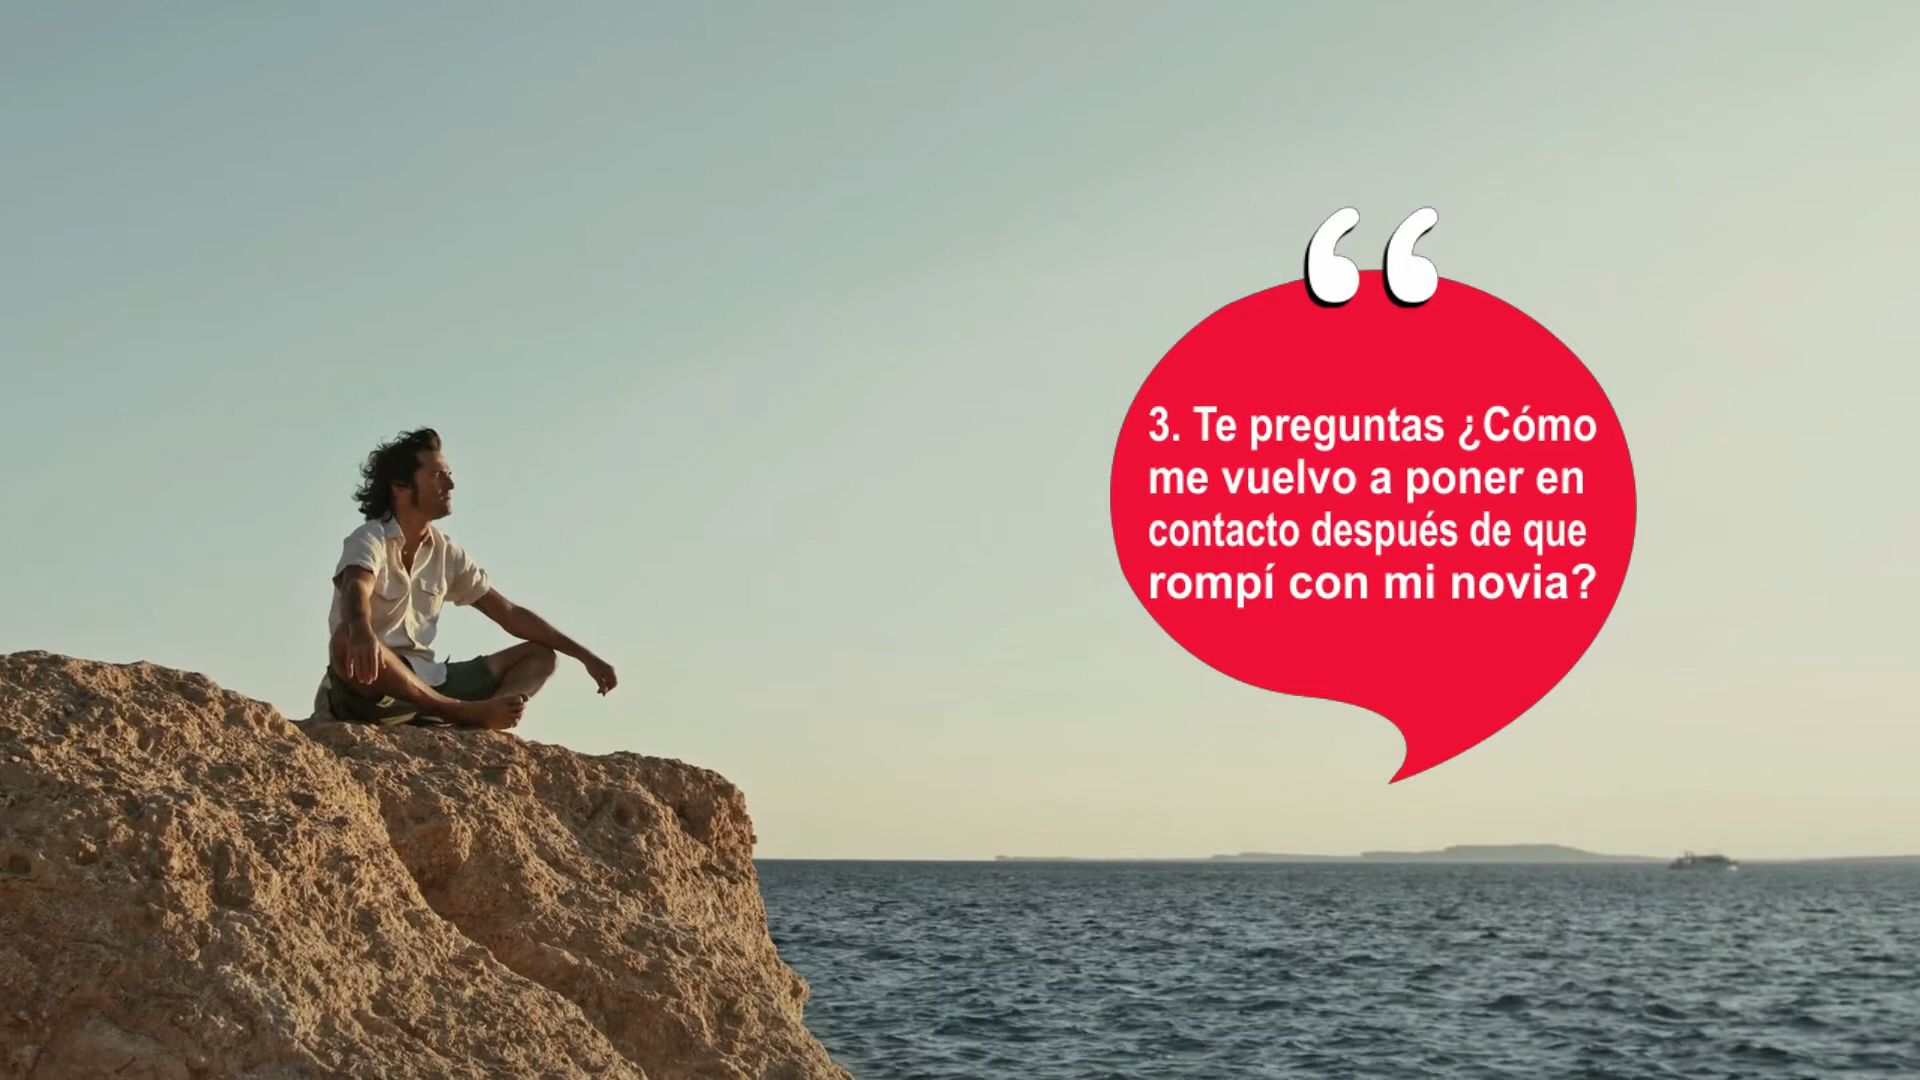 3. Te preguntas ¿Cómo
me vuelvo a poner en
contacto después de que
rompí con mi novia?